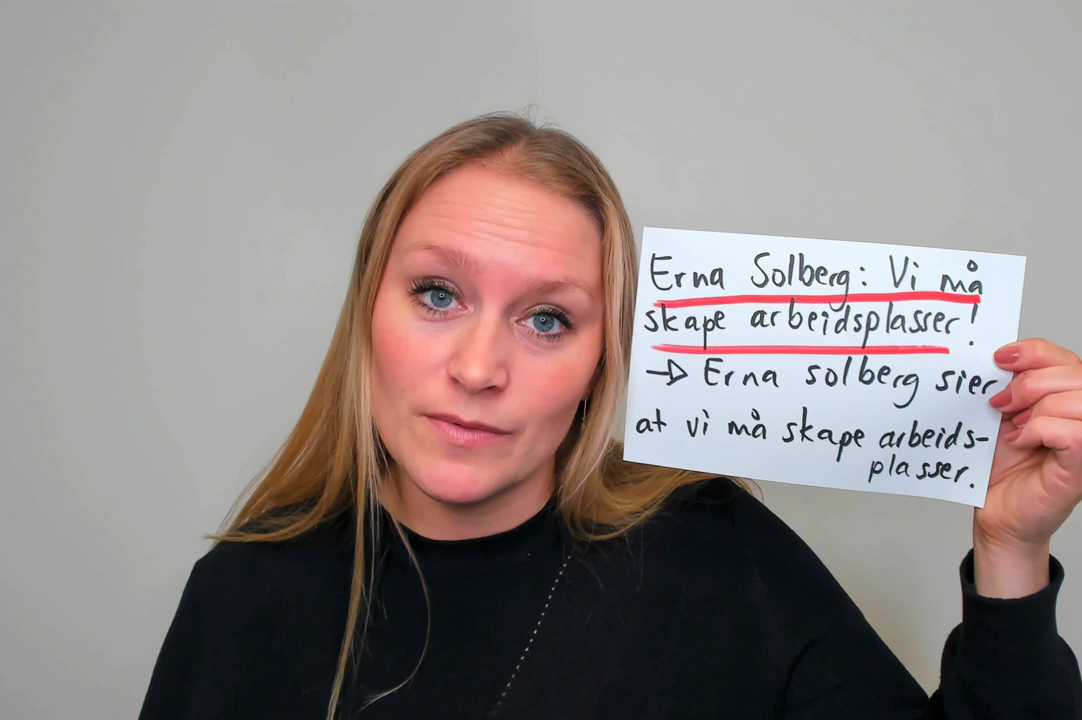 Erna Solberg: Vi må
skape arbeidsplasser!
→ Erna solberg sier
at vi må skape arbeids-
plasser.